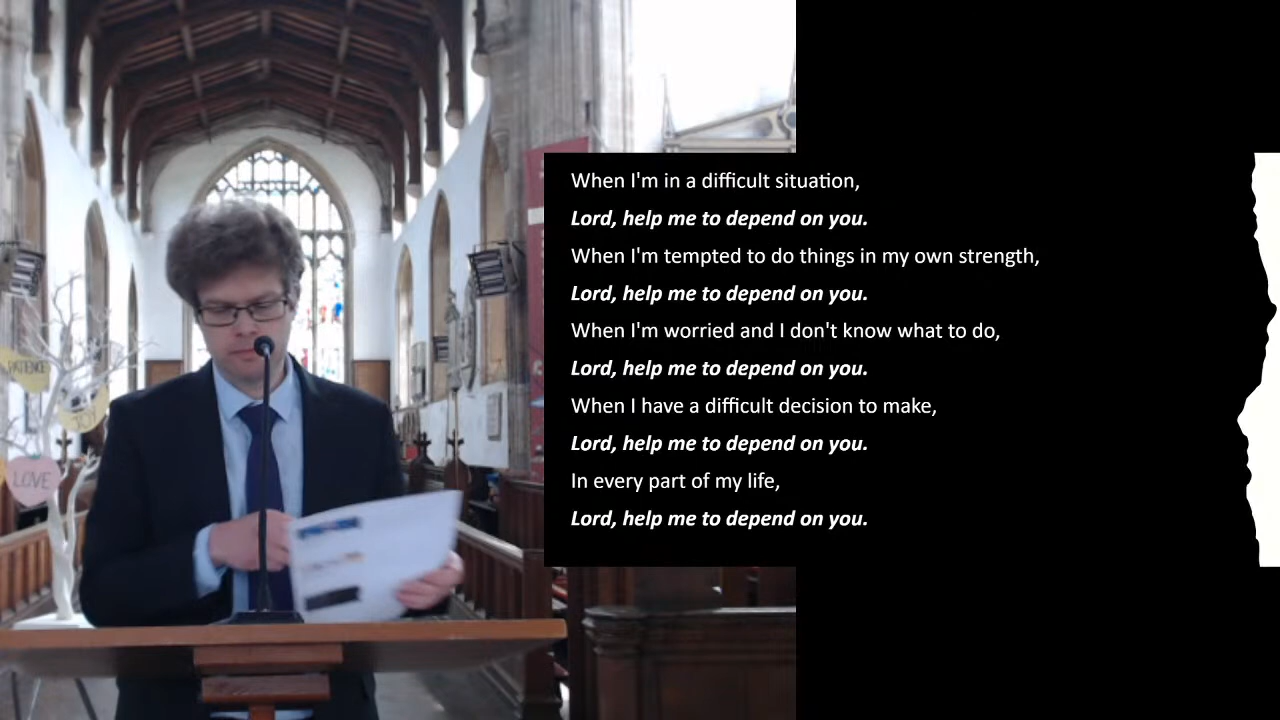 When I'm in a difficult situation,
Lord, help me to depend on you.
When I'm tempted to do things in my own strength,
Lord, help me to depend on you.
When I'm worried and I don't know what to do,
Lord, help me to depend on you.
When I have a difficult decision to make,
Lord, help me to depend on you.
In every part of my life,
Lord, help me to depend on you.
PATIENCE
JOY
LOVE